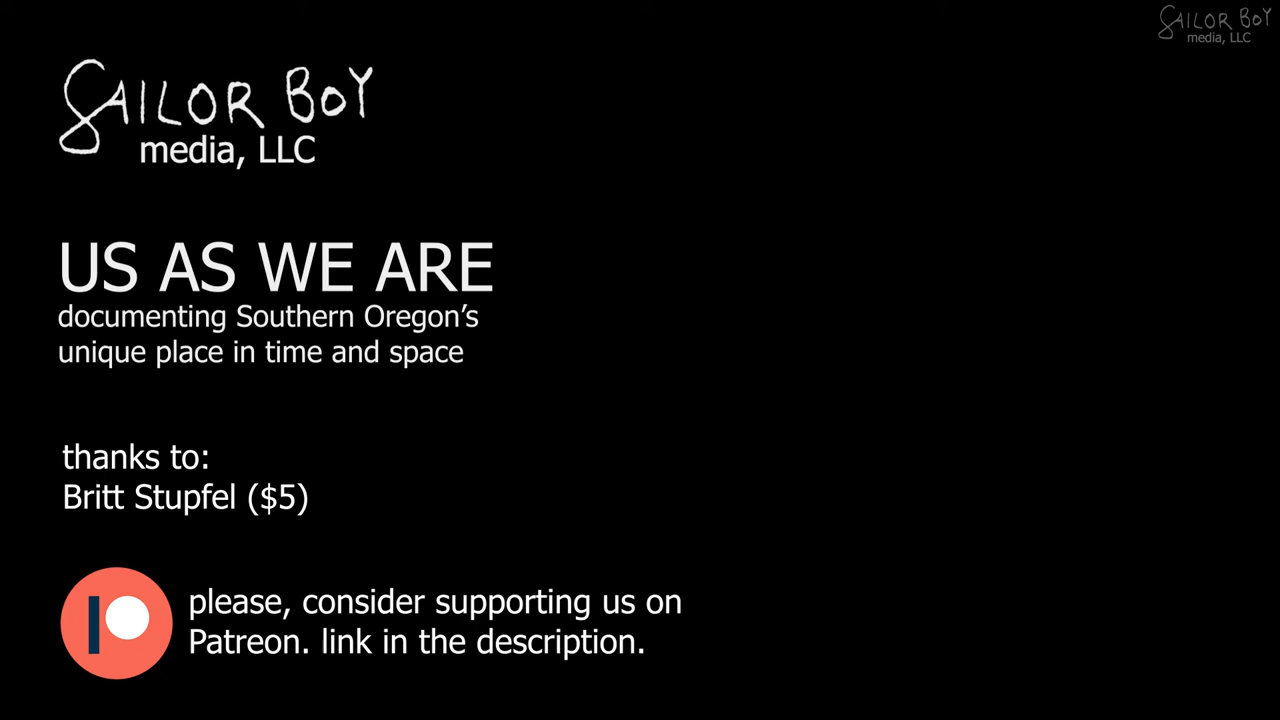 SAILOR BOY
media, LLC
SAILOR BOY
media, LLC
US AS WE ARE
documenting Southern Oregon’s
unique place in time and space
thanks to:
Britt Stupfel ($5)
please, consider supporting us on
Patreon. link in the description.